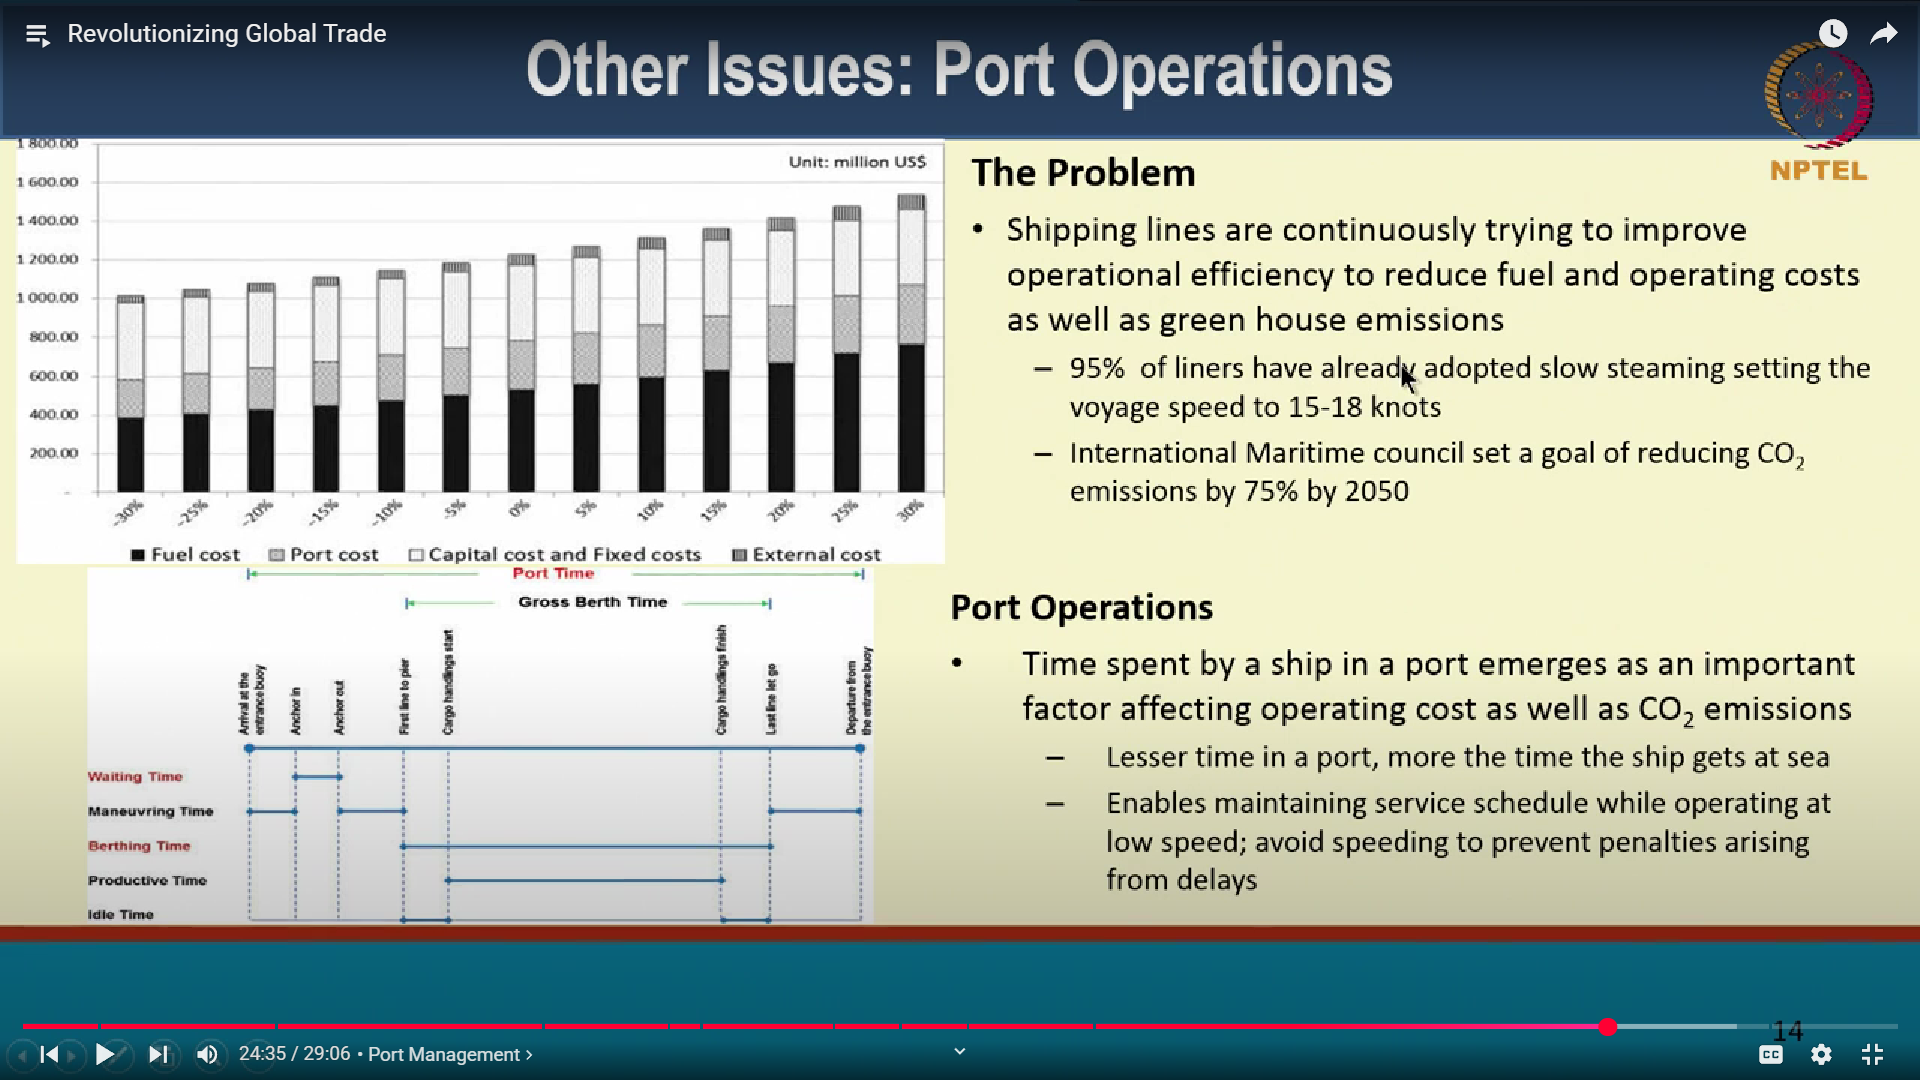 Revolutionizing Global Trade
Other Issues: Port Operations
NPTEL
1 800.00
Unit: million US$
1 600.00
1 400.00
1 200.00
1 000.00
800.00
600.00
400.00
200.00
-
-30% -25% -20% -15% -10% -5% 0% 5% 10% 15% 20% 25% 30%
Fuel cost Port cost Capital cost and Fixed costs External cost
The Problem
• Shipping lines are continuously trying to improve
operational efficiency to reduce fuel and operating costs
as well as green house emissions
– 95% of liners have already adopted slow steaming setting the
voyage speed to 15-18 knots
– International Maritime council set a goal of reducing CO₂
emissions by 75% by 2050
Port Time
Gross Berth Time
Arrival at the
entrance buoy
Anchor in
Anchor out
First line to pier
Cargo handlings start
Cargo handlings finish
Last line let go
Departure from
the entrance buoy
Waiting Time
Maneuvring Time
Berthing Time
Productive Time
Idle Time
Port Operations
• Time spent by a ship in a port emerges as an important
factor affecting operating cost as well as CO₂ emissions
– Lesser time in a port, more the time the ship gets at sea
– Enables maintaining service schedule while operating at
low speed; avoid speeding to prevent penalties arising
from delays
14
24:35 / 29:06 • Port Management ›
CC